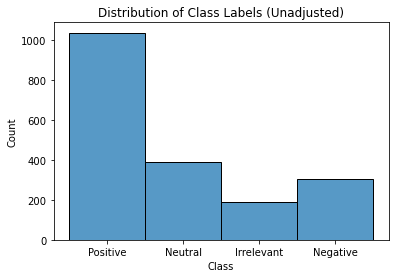 Distribution of Class Labels (Unadjusted)
1000
800
600
400
200
0
Count
Positive Neutral Irrelevant Negative
Class